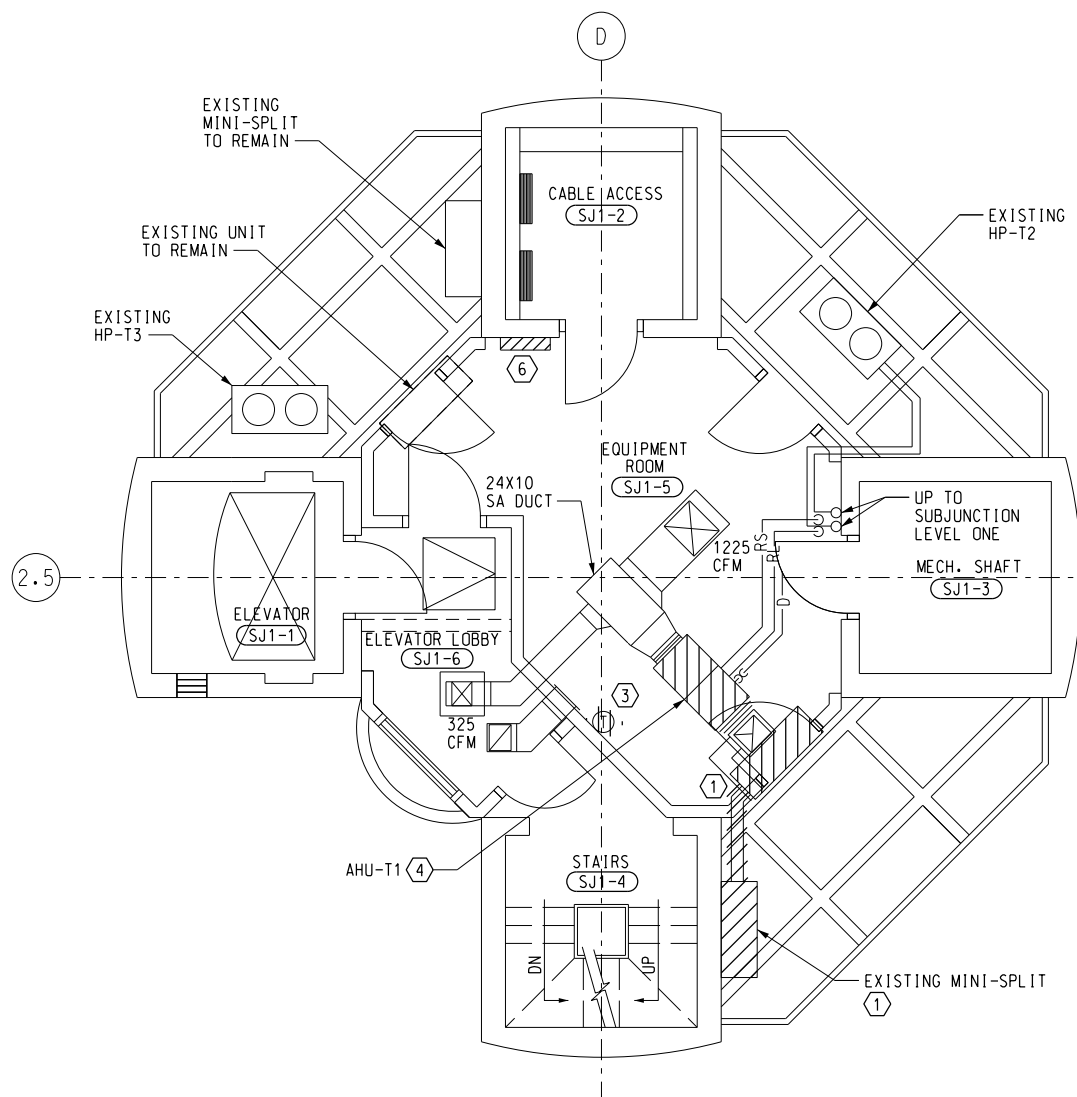 D
EXISTING
MINI-SPLIT
TO REMAIN
CABLE ACCESS
SJ1-2
EXISTING
HP-T2
EXISTING UNIT
TO REMAIN
EXISTING
HP-T3
6
EQUIPMENT
ROOM
SJ1-5
24X10
SA DUCT
UP TO
SUBJUNCTION
LEVEL ONE
1225
CFM
RS
RL
D
2.5
MECH. SHAFT
SJ1-3
ELEVATOR
SJ1-1
ELEVATOR LOBBY
SJ1-6
3
T
325
CFM
1
AHU-T1 4
STAIRS
SJ1-4
DN
UP
EXISTING MINI-SPLIT
1